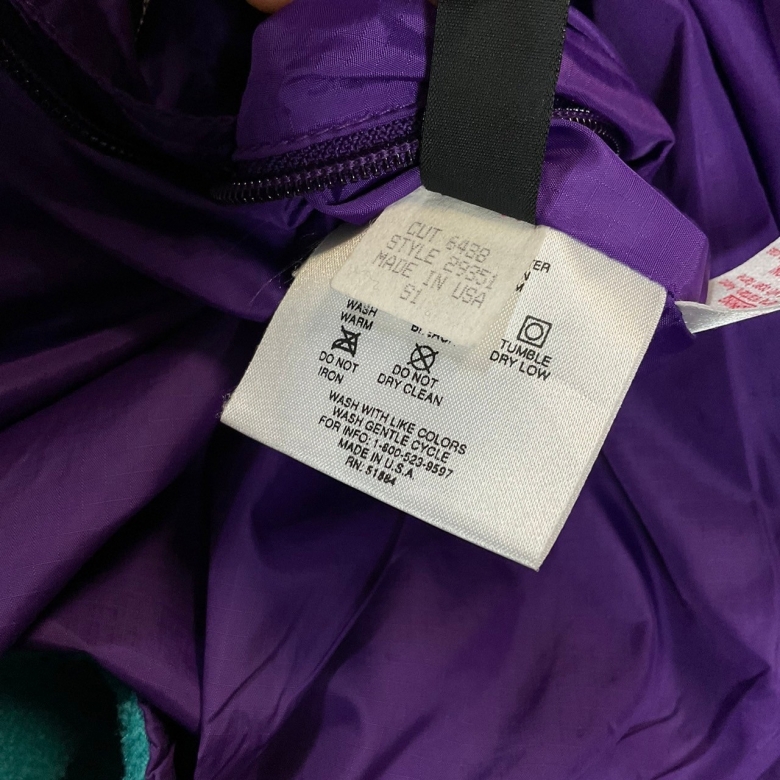 CUT 6438
STYLE 29351
MADE IN USA
S1
WASH
WARM
DO NOT
IRON
DO NOT
DRY CLEAN
TUMBLE
DRY LOW
WASH WITH LIKE COLORS
WASH GENTLE CYCLE
FOR INFO: 1-800-523-9597
MADE IN U.S.A.
RN: 51884